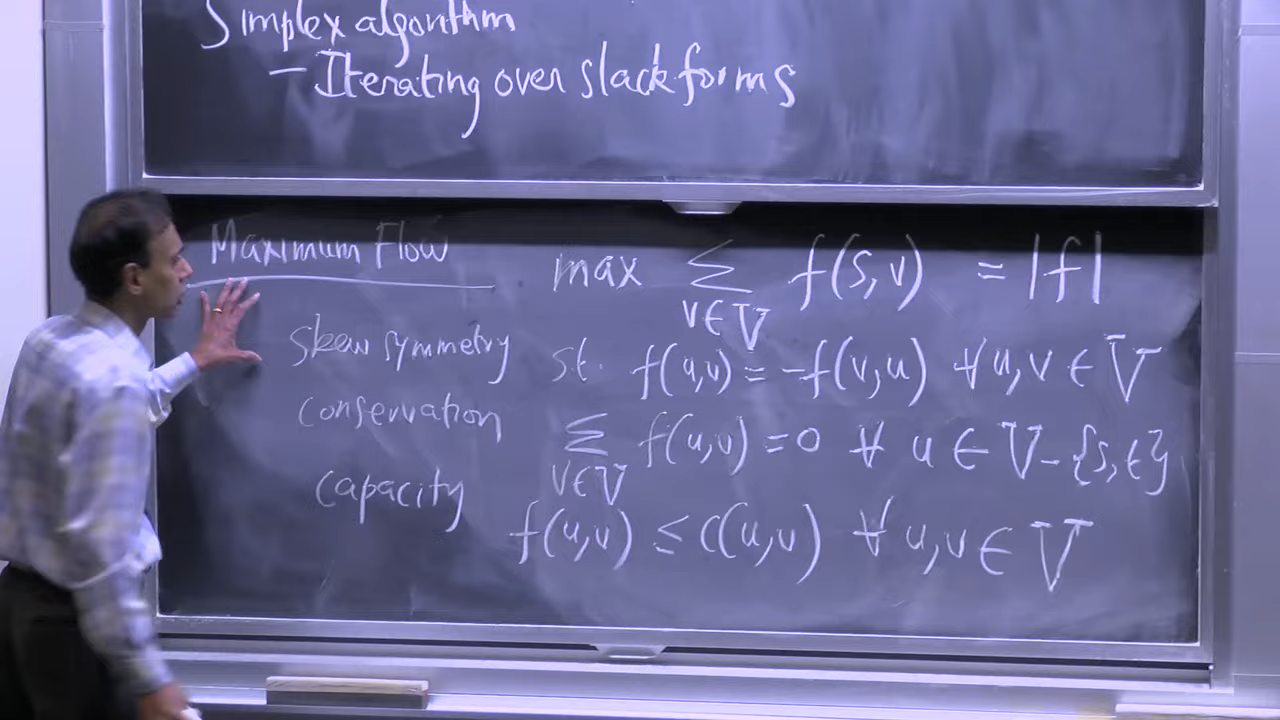 Simplex algorithm
- Iterating over slack forms
Maximum Flow
max ∑ v∈V f(s,v) = |f|
skew symmetry s.t. f(u,v) = -f(v,u) ∀ u,v ∈ V
conservation ∑ v∈V f(u,v) = 0 ∀ u ∈ V - {s,t}
capacity f(u,v) ≤ c(u,v) ∀ u,v ∈ V